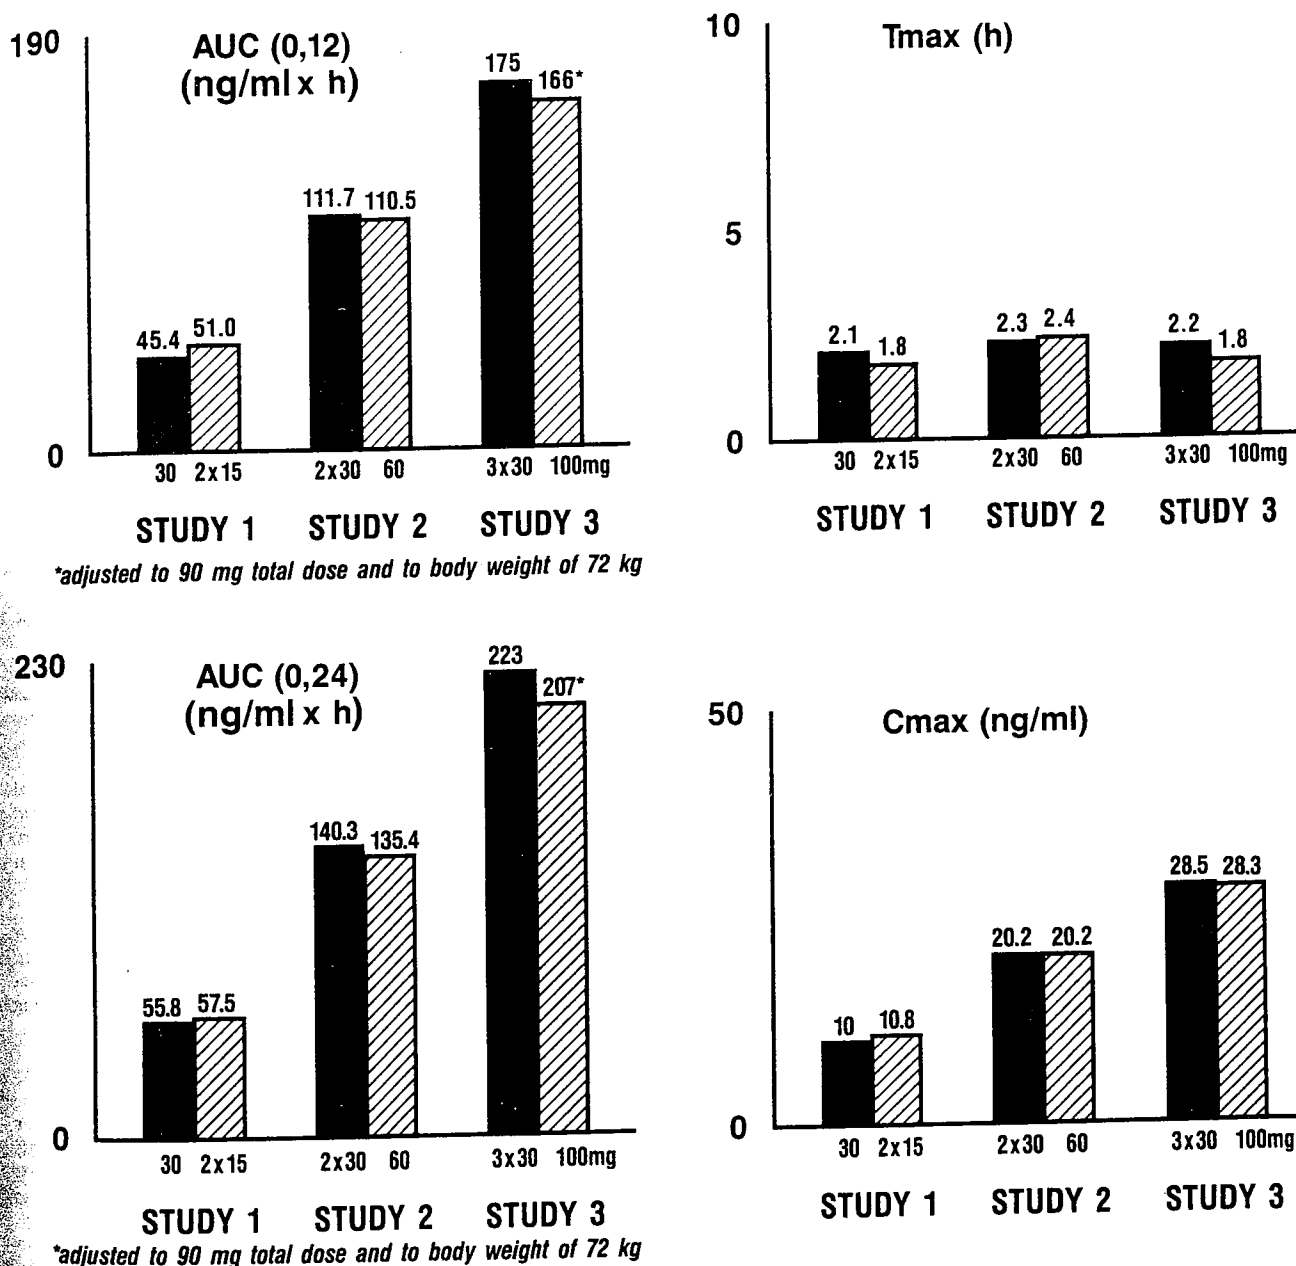 AUC (0,12)
(ng/ml x h)
190
0
45.4 51.0
111.7 110.5
175 166*
30 2x15 2x30 60 3x30 100mg
STUDY 1 STUDY 2 STUDY 3
*adjusted to 90 mg total dose and to body weight of 72 kg
Tmax (h)
10
5
0
2.1 1.8
2.3 2.4
2.2 1.8
30 2x15 2x30 60 3x30 100mg
STUDY 1 STUDY 2 STUDY 3
AUC (0,24)
(ng/ml x h)
230
0
55.8 57.5
140.3 135.4
223 207*
30 2x15 2x30 60 3x30 100mg
STUDY 1 STUDY 2 STUDY 3
*adjusted to 90 mg total dose and to body weight of 72 kg
Cmax (ng/ml)
50
0
10 10.8
20.2 20.2
28.5 28.3
30 2x15 2x30 60 3x30 100mg
STUDY 1 STUDY 2 STUDY 3